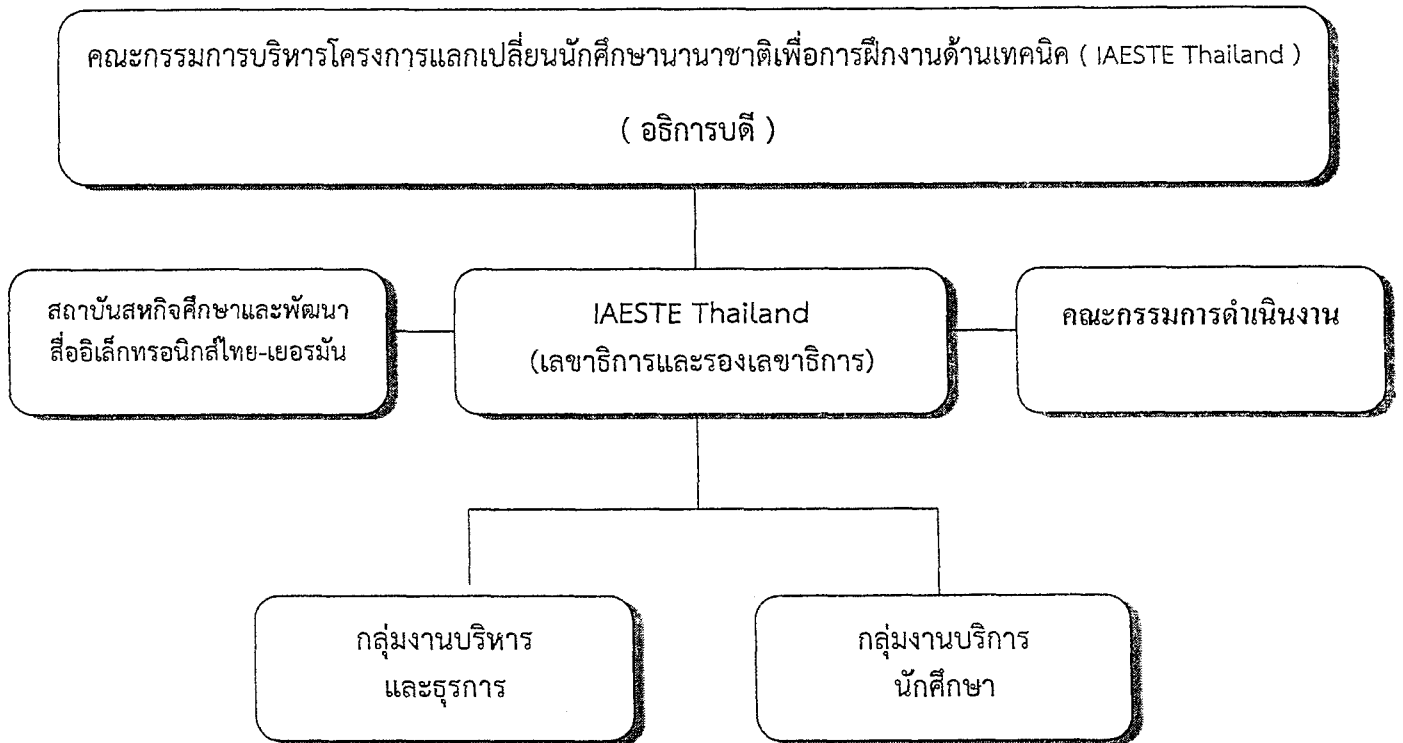 คณะกรรมการบริหารโครงการแลกเปลี่ยนนักศึกษานานาชาติเพื่อการฝึกงานด้านเทคนิค ( IAESTE Thailand )
( อธิการบดี )
สถาบันสหกิจศึกษาและพัฒนา
สื่ออิเล็กทรอนิกส์ไทย-เยอรมัน
IAESTE Thailand
(เลขาธิการและรองเลขาธิการ)
คณะกรรมการดำเนินงาน
กลุ่มงานบริหาร
และธุรการ
กลุ่มงานบริการ
นักศึกษา